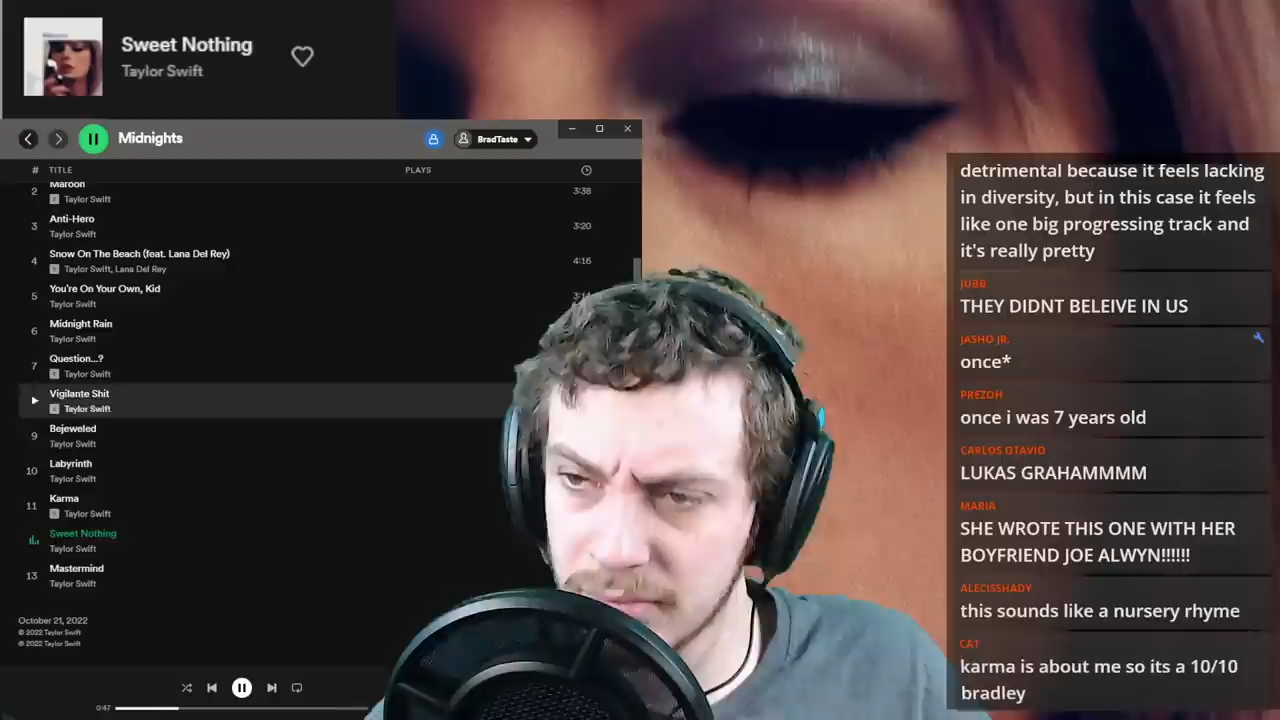 Sweet Nothing
Taylor Swift
Midnights
BradTaste
# TITLE PLAYS
2 Maroon 3:38
E Taylor Swift
3 Anti-Hero 3:20
Taylor Swift
4 Snow On The Beach (feat. Lana Del Rey) 4:16
E Taylor Swift, Lana Del Rey
5 You're On Your Own, Kid
Taylor Swift
6 Midnight Rain
Taylor Swift
7 Question...?
E Taylor Swift
Vigilante Shit
E Taylor Swift
9 Bejeweled
Taylor Swift
10 Labyrinth
Taylor Swift
11 Karma
E Taylor Swift
Sweet Nothing
Taylor Swift
13 Mastermind
Taylor Swift
October 21, 2022
© 2022 Taylor Swift
℗ 2022 Taylor Swift
0:47
detrimental because it feels lacking
in diversity, but in this case it feels
like one big progressing track and
it's really pretty
JUBB
THEY DIDNT BELEIVE IN US
JASHO JR.
once*
PREZOH
once i was 7 years old
CARLOS OTAVIO
LUKAS GRAHAMMMM
MARIA
SHE WROTE THIS ONE WITH HER
BOYFRIEND JOE ALWYN!!!!!!
ALECISSHADY
this sounds like a nursery rhyme
CAT
karma is about me so its a 10/10
bradley